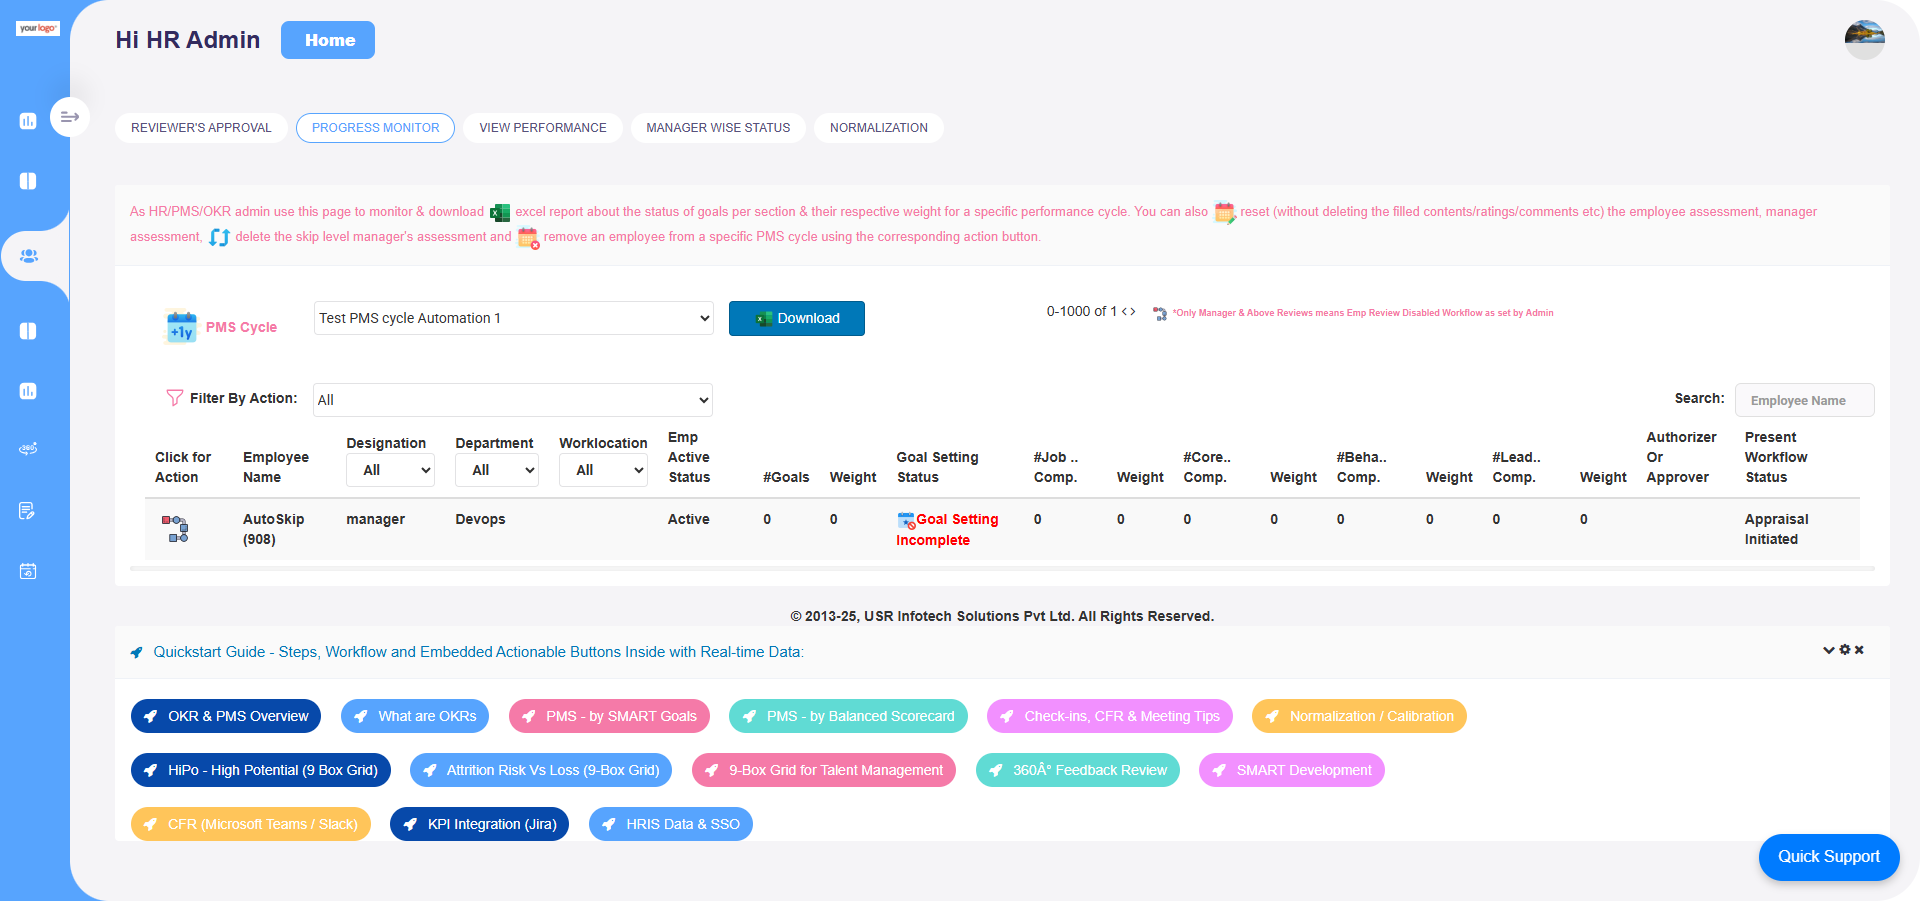 yourlogo
Hi HR Admin
Home
REVIEWER'S APPROVAL
PROGRESS MONITOR
VIEW PERFORMANCE
MANAGER WISE STATUS
NORMALIZATION
As HR/PMS/OKR admin use this page to monitor & download excel report about the status of goals per section & their respective weight for a specific performance cycle. You can also reset (without deleting the filled contents/ratings/comments etc) the employee assessment, manager
assessment, delete the skip level manager's assessment and remove an employee from a specific PMS cycle using the corresponding action button.
+1y
PMS Cycle
Test PMS cycle Automation 1
Download
0-1000 of 1 < >
*Only Manager & Above Reviews means Emp Review Disabled Workflow as set by Admin
Filter By Action:
All
Search:
Employee Name
Click for Action
Employee Name
Designation
All
Department
All
Worklocation
All
Emp Active Status
#Goals
Weight
Goal Setting Status
#Job .. Comp.
Weight
#Core.. Comp.
Weight
#Beha.. Comp.
Weight
#Lead.. Comp.
Weight
Authorizer Or Approver
Present Workflow Status
AutoSkip (908)
manager
Devops
Active
0
0
Goal Setting Incomplete
0
0
0
0
0
0
0
0
Appraisal Initiated
© 2013-25, USR Infotech Solutions Pvt Ltd. All Rights Reserved.
Quickstart Guide - Steps, Workflow and Embedded Actionable Buttons Inside with Real-time Data:
OKR & PMS Overview
What are OKRs
PMS - by SMART Goals
PMS - by Balanced Scorecard
Check-ins, CFR & Meeting Tips
Normalization / Calibration
HiPo - High Potential (9 Box Grid)
Attrition Risk Vs Loss (9-Box Grid)
9-Box Grid for Talent Management
360Â° Feedback Review
SMART Development
CFR (Microsoft Teams / Slack)
KPI Integration (Jira)
HRIS Data & SSO
Quick Support